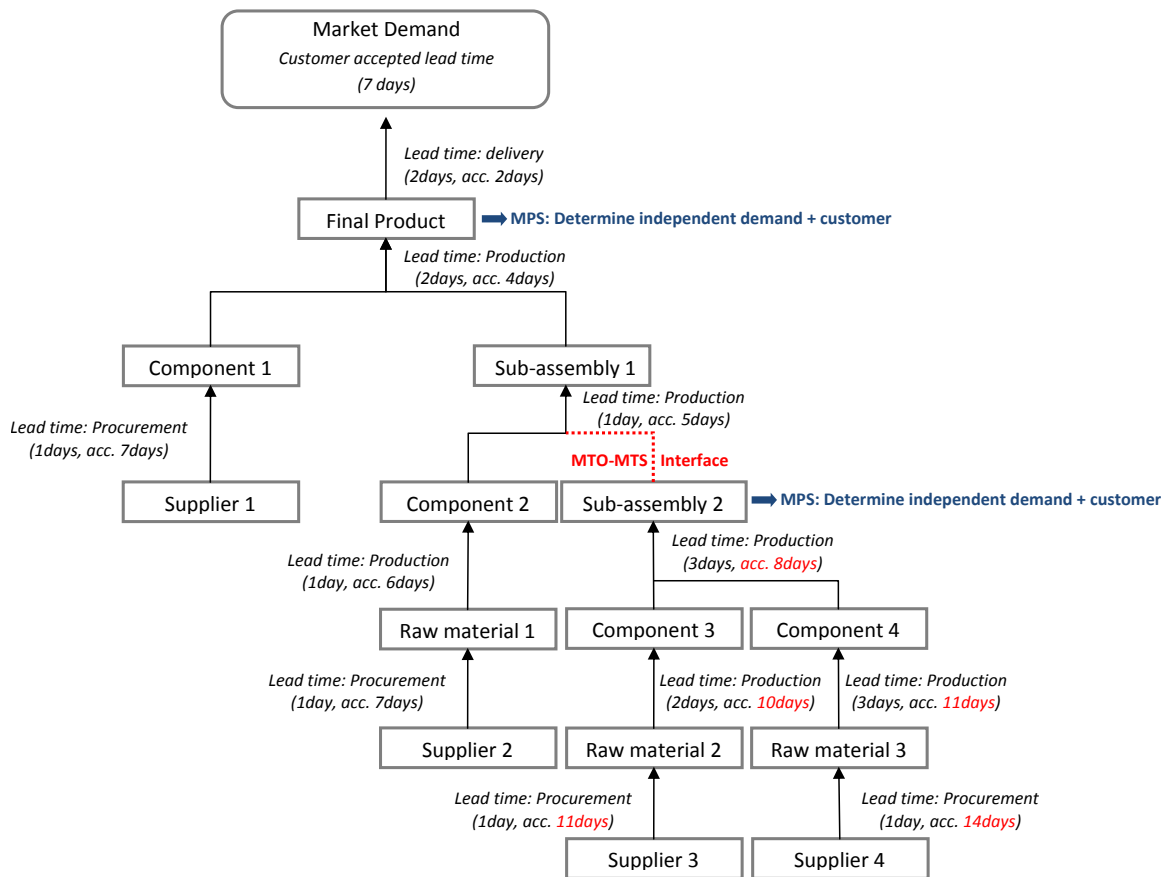 Market Demand
Customer accepted lead time
(7 days)
Lead time: delivery
(2days, acc. 2days)
Final Product
MPS: Determine independent demand + customer
Lead time: Production
(2days, acc. 4days)
Component 1
Sub-assembly 1
Lead time: Procurement
(1days, acc. 7days)
Lead time: Production
(1day, acc. 5days)
MTO-MTS Interface
Supplier 1
Component 2
Sub-assembly 2
MPS: Determine independent demand + customer
Lead time: Production
(1day, acc. 6days)
Lead time: Production
(3days, acc. 8days)
Raw material 1
Component 3
Component 4
Lead time: Procurement
(1day, acc. 7days)
Lead time: Production
(2days, acc. 10days)
Lead time: Production
(3days, acc. 11days)
Supplier 2
Raw material 2
Raw material 3
Lead time: Procurement
(1day, acc. 11days)
Lead time: Procurement
(1day, acc. 14days)
Supplier 3
Supplier 4